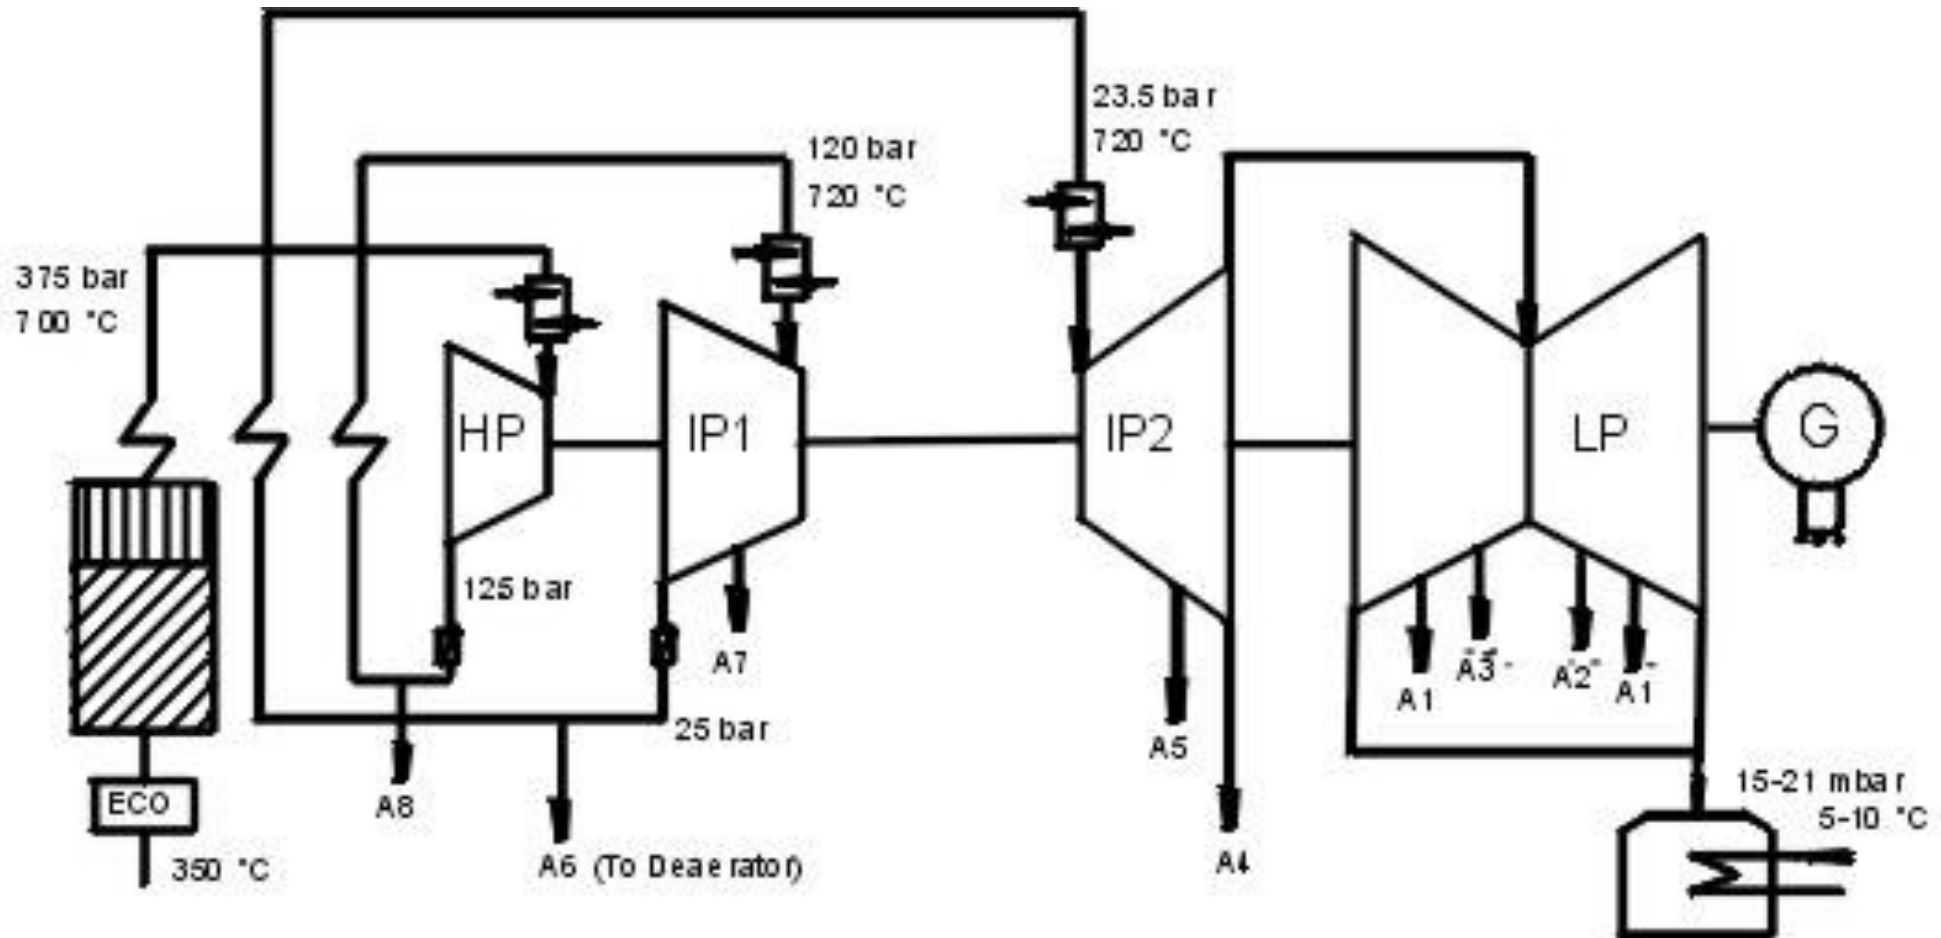 23.5 bar
720 °C
120 bar
720 °C
375 bar
700 °C
HP
IP1
IP2
LP
G
125 bar
A7
A1
A3
A2
A1
25 bar
A5
A8
ECO
350 °C
A6 (To Deaerator)
A4
15-21 mbar
5-10 °C